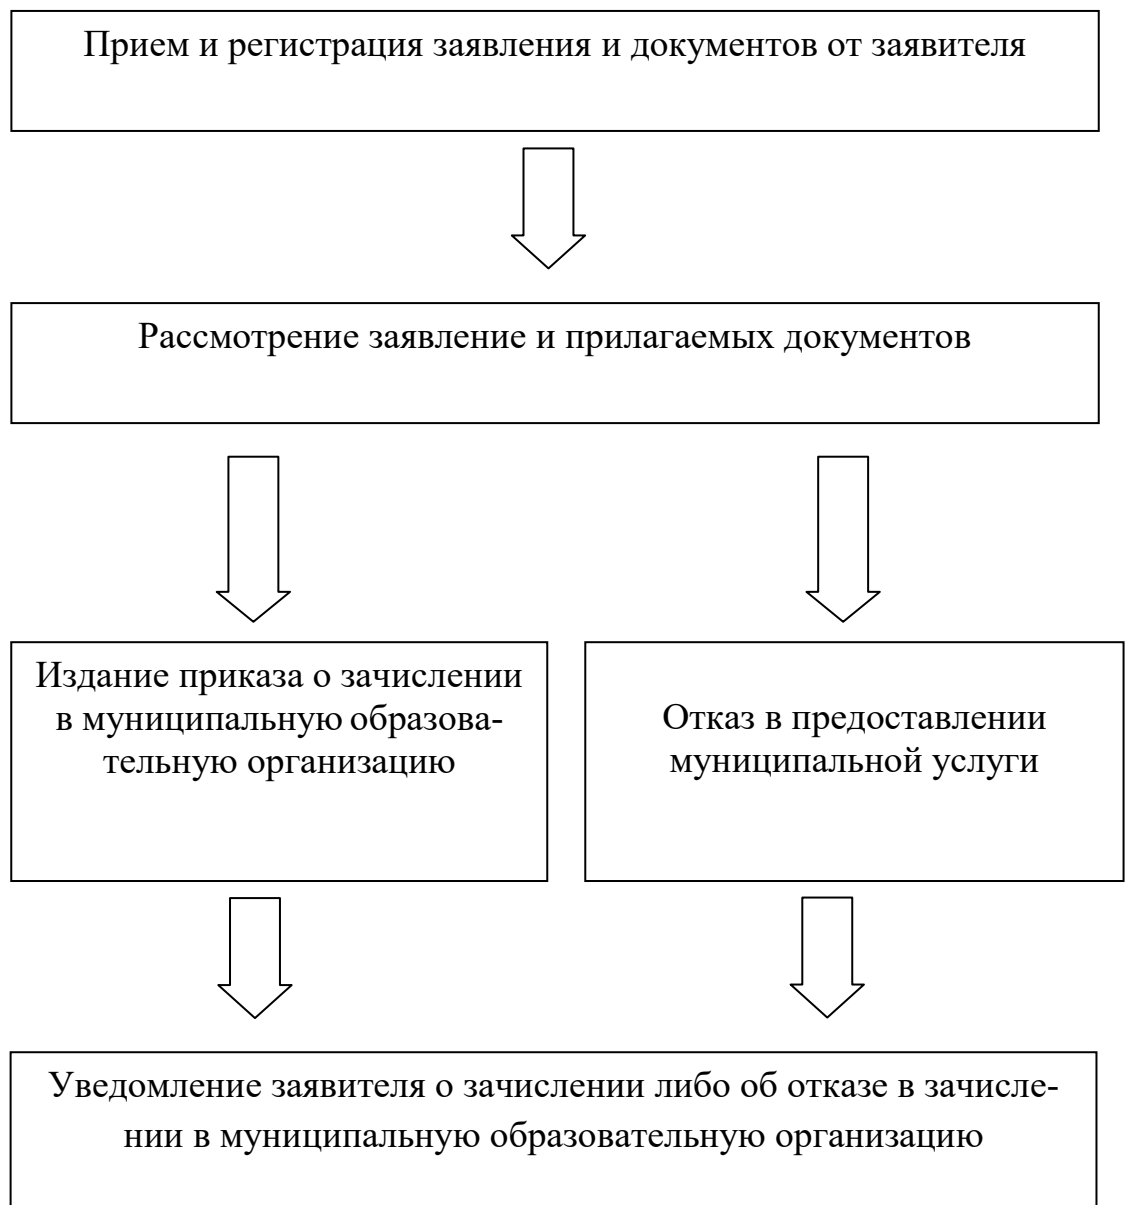 Прием и регистрация заявления и документов от заявителя
Рассмотрение заявление и прилагаемых документов
Издание приказа о зачислении
в муниципальную образова-
тельную организацию
Отказ в предоставлении
муниципальной услуги
Уведомление заявителя о зачислении либо об отказе в зачисле-
нии в муниципальную образовательную организацию